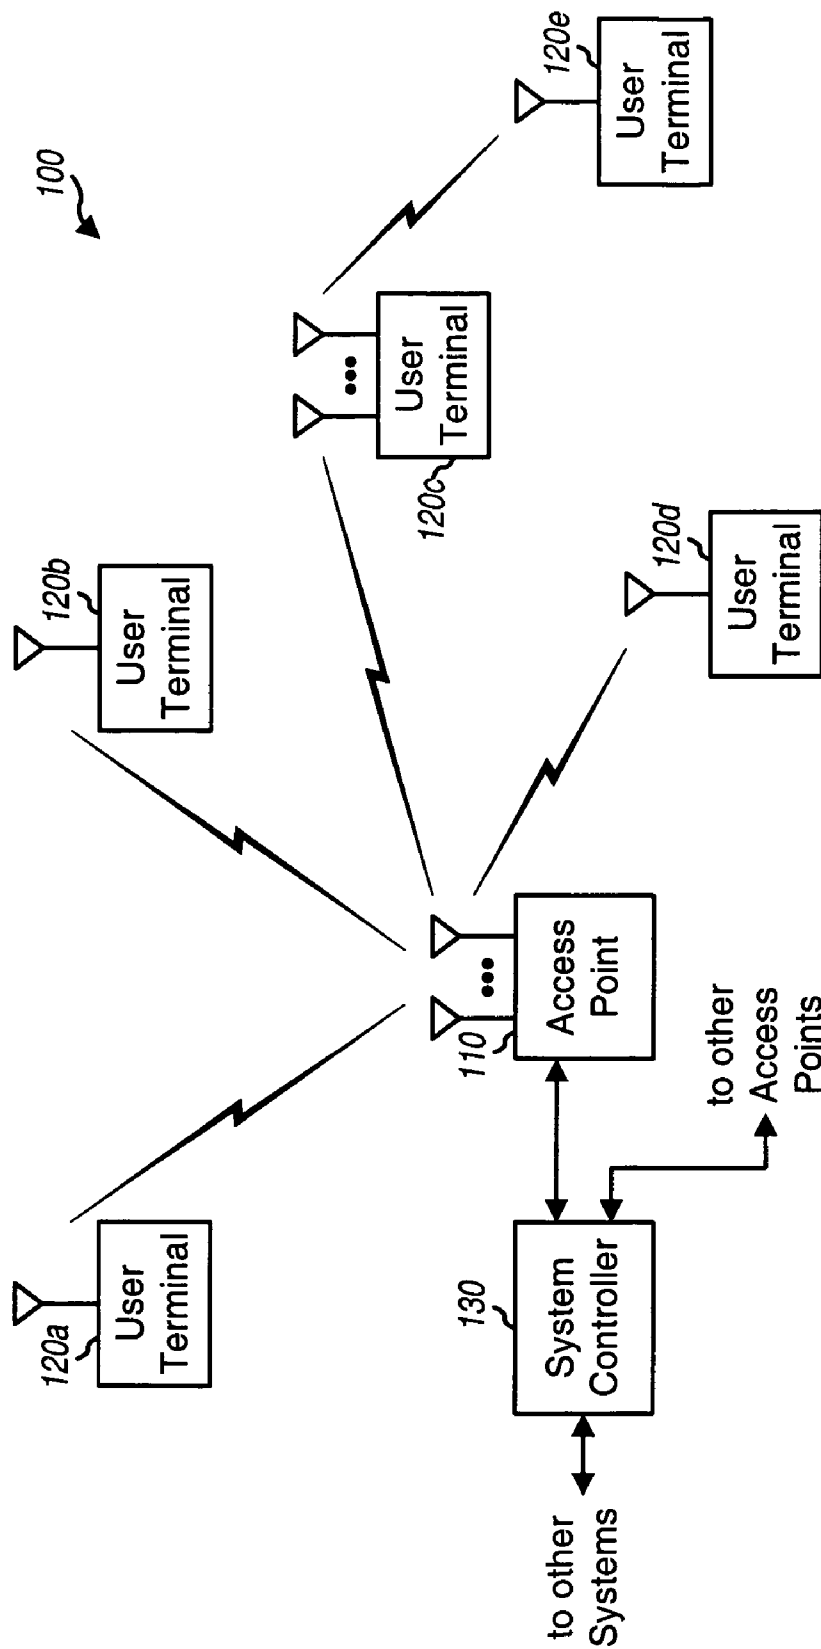 100
120a
User
Terminal
120b
User
Terminal
120c
User
Terminal
120e
User
Terminal
120d
User
Terminal
110
Access
Point
130
System
Controller
to other
Systems
to other
Access
Points